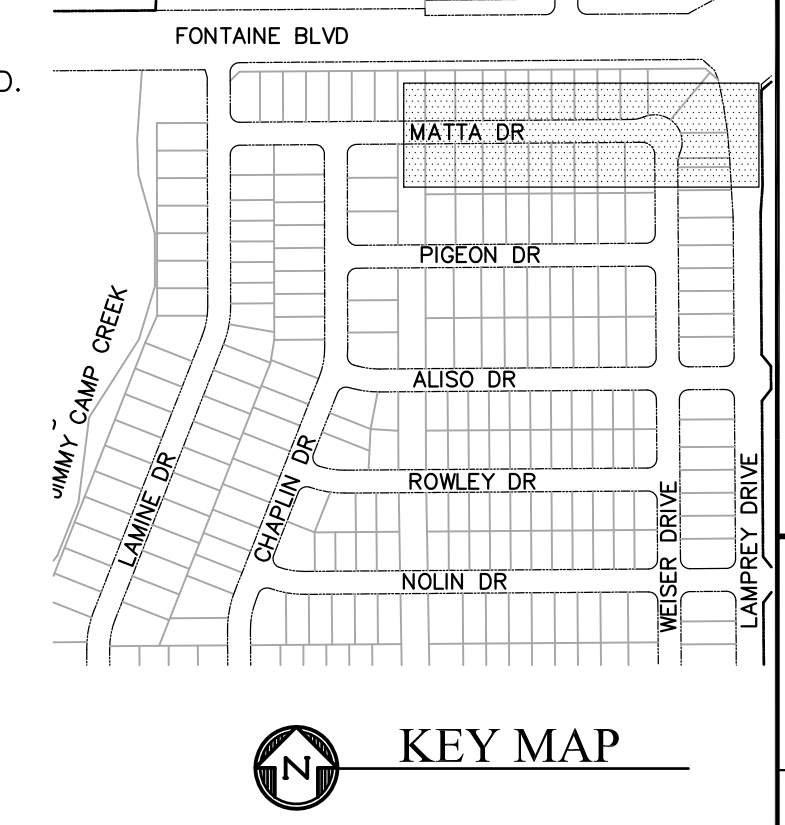 FONTAINE BLVD
D.
MATTA DR
PIGEON DR
JIMMY CAMP CREEK
ALISO DR
LAMINE DR
CHAPLIN DR
ROWLEY DR
WEISER DRIVE
LAMPREY DRIVE
NOLIN DR
N
KEY MAP